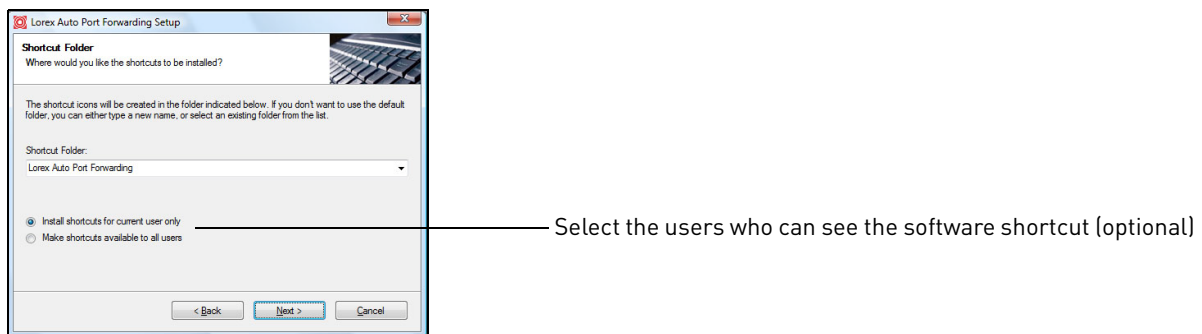 Lorex Auto Port Forwarding Setup
Shortcut Folder
Where would you like the shortcuts to be installed?
The shortcut icons will be created in the folder indicated below. If you don't want to use the default
folder, you can either type a new name, or select an existing folder from the list.
Shortcut Folder:
Lorex Auto Port Forwarding
Install shortcuts for current user only
Make shortcuts available to all users
Select the users who can see the software shortcut (optional)
< Back
Next >
Cancel